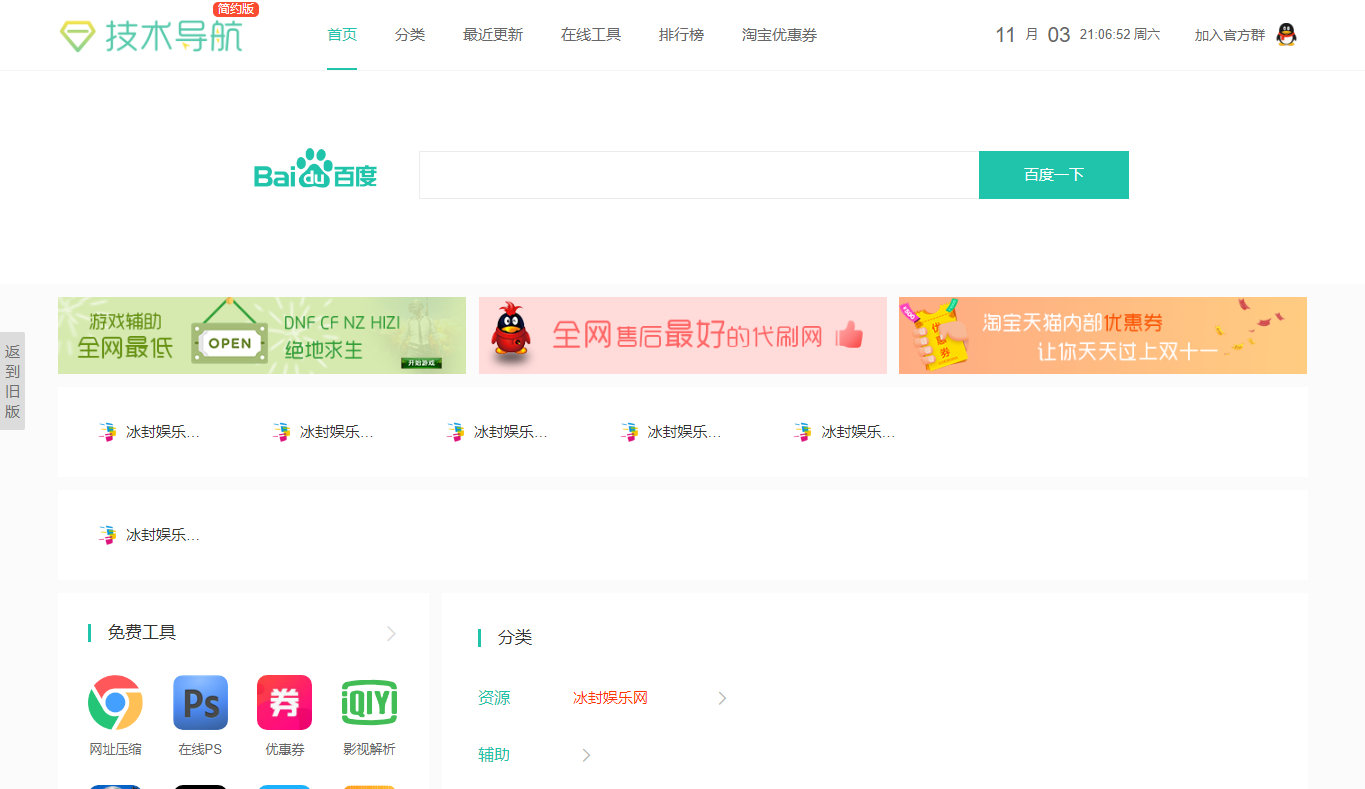 简约版
技术导航
首页 分类 最近更新 在线工具 排行榜 淘宝优惠券
11 月 03 21:06:52 周六 加入官方群
Bai du 百度
百度一下
游戏辅助
全网最低
OPEN
DNF CF NZ HIZI
绝地求生
开始游戏
全网售后最好的代刷网
优惠券
淘宝天猫内部优惠券
让你天天过上双十一
返到旧版
冰封娱乐... 冰封娱乐... 冰封娱乐... 冰封娱乐... 冰封娱乐...
冰封娱乐...
免费工具
Ps
券
iQIYI
网址压缩 在线PS 优惠券 影视解析
分类
资源 冰封娱乐网
辅助